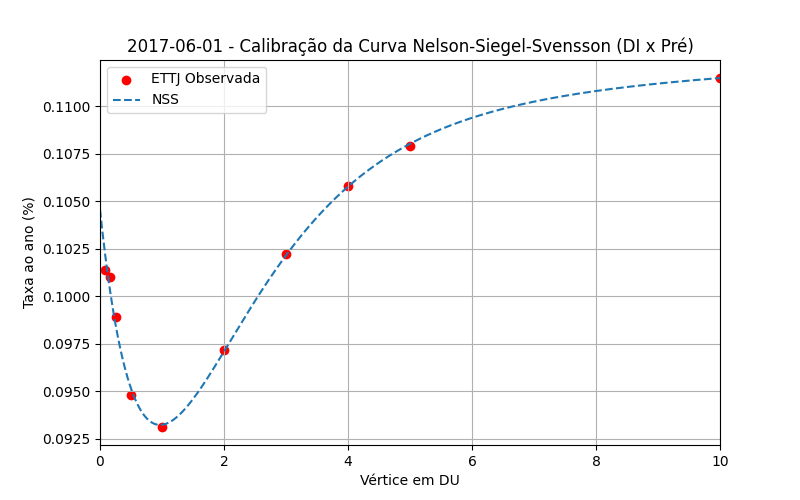 2017-06-01 - Calibração da Curva Nelson-Siegel-Svensson (DI x Pré)
ETTJ Observada
NSS
Taxa ao ano (%)
0.1100
0.1075
0.1050
0.1025
0.1000
0.0975
0.0950
0.0925
0 2 4 6 8 10
Vértice em DU